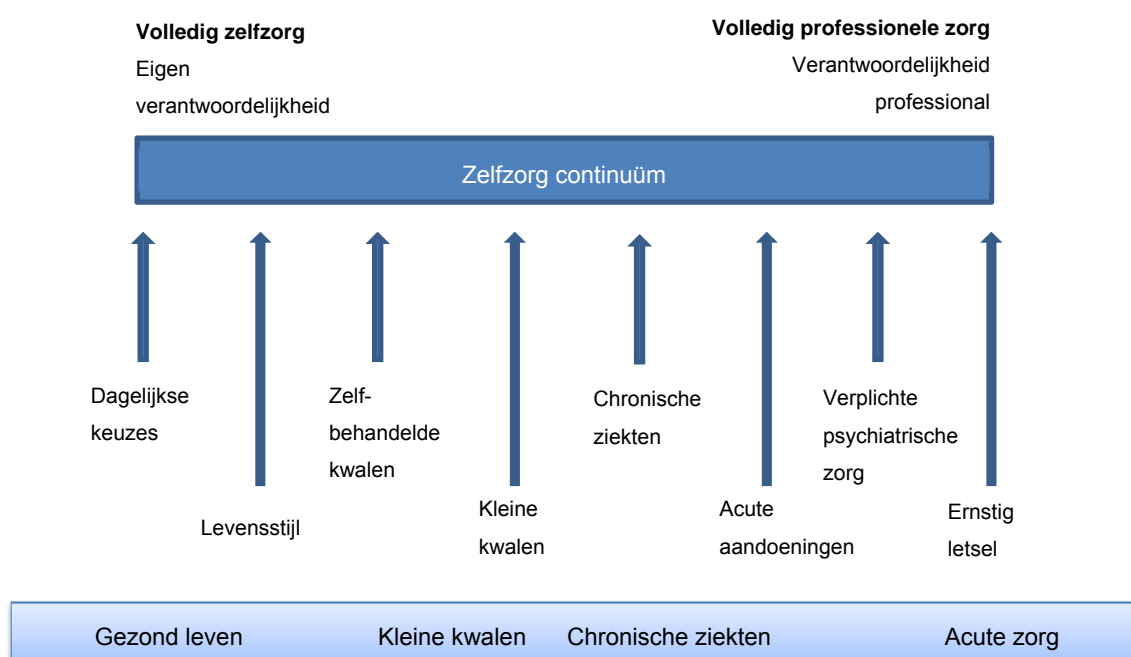 Volledig zelfzorg
Eigen
verantwoordelijkheid
Volledig professionele zorg
Verantwoordelijkheid
professional
Zelfzorg continuüm
Dagelijkse
keuzes
Levensstijl
Zelf-
behandelde
kwalen
Kleine
kwalen
Chronische
ziekten
Acute
aandoeningen
Verplichte
psychiatrische
zorg
Ernstig
letsel
Gezond leven Kleine kwalen Chronische ziekten Acute zorg